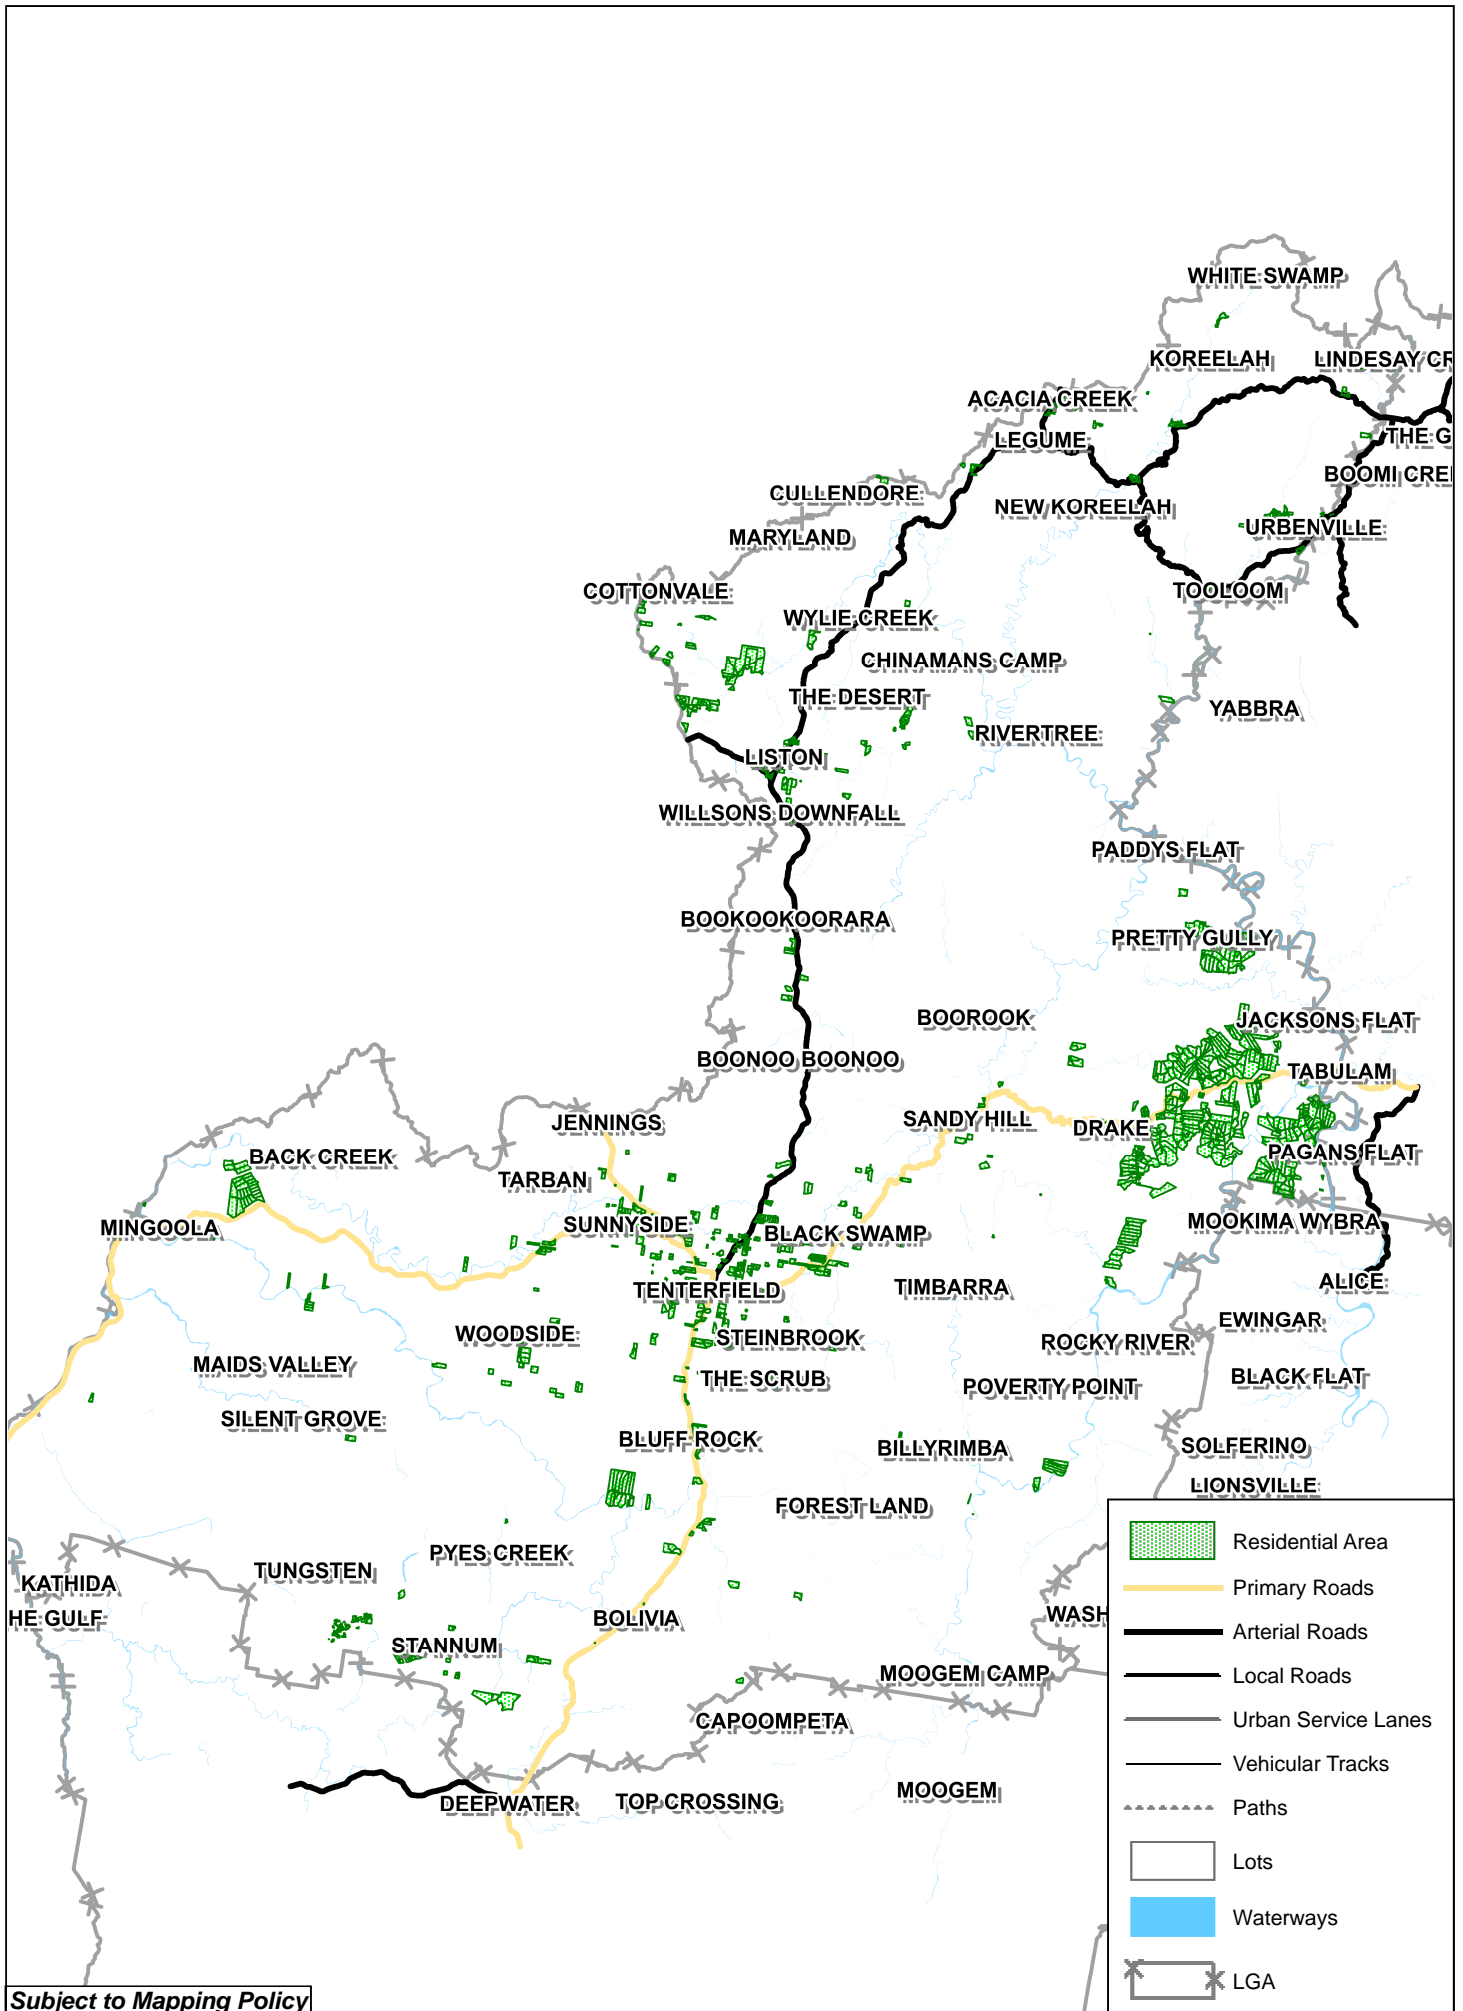 WHITE SWAMP
KOREELAH
LINDESAY CR
ACACIA CREEK
LEGUME
THE G
BOOMI CREE
CULLENDORE
NEW KOREELAH
URBENVILLE
MARYLAND
COTTONVALE
TOOLOOM
WYLIE CREEK
CHINAMANS CAMP
THE DESERT
YABBRA
RIVERTREE
LISTON
WILLSONS DOWNFALL
PADDYS FLAT
BOOKOOKOORARA
PRETTY GULLY
BOOROOK
JACKSONS FLAT
BOONOO BOONOO
TABULAM
JENNINGS
SANDY HILL
DRAKE
BACK CREEK
PAGANS FLAT
TARBAN
MINGOOLA
SUNNYSIDE
BLACK SWAMP
MOOKIMA WYBRA
TENTERFIELD
TIMBARRA
ALICE
WOODSIDE
STEINBROOK
EWINGAR
ROCKY RIVER
MAIDS VALLEY
THE SCRUB
POVERTY POINT
BLACK FLAT
SILENT GROVE
BLUFF ROCK
BILLYRIMBA
SOLFERINO
LIONSVILLE
FOREST LAND
PYES CREEK
TUNGSTEN
KATHIDA
HE GULF
BOLIVIA
WASH
STANNUM
MOOGEM CAMP
CAPOOMPETA
MOOGEM
DEEPWATER
TOP CROSSING
Residential Area
Primary Roads
Arterial Roads
Local Roads
Urban Service Lanes
Vehicular Tracks
Paths
Lots
Waterways
LGA
Subject to Mapping Policy